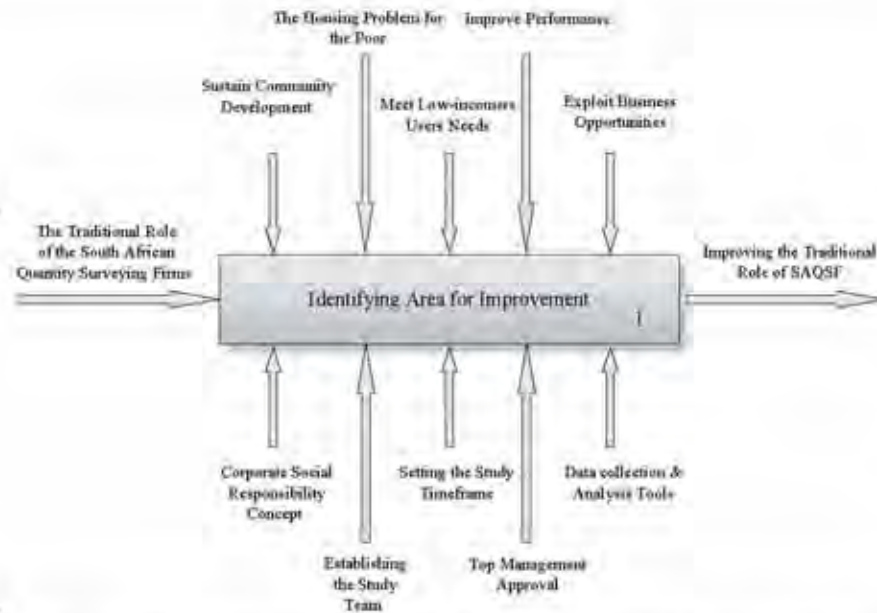 The Housing Problem for
the Poor
Improve Performance
Sustain Community
Development
Meet Low-incomers
Users Needs
Exploit Business
Opportunities
The Traditional Role
of the South African
Quantity Surveying Firms
Identifying Area for Improvement
1
Improving the Traditional
Role of SAQSF
Corporate Social
Responsibility
Concept
Setting the Study
Timeframe
Data collection &
Analysis Tools
Establishing
the Study
Team
Top Management
Approval